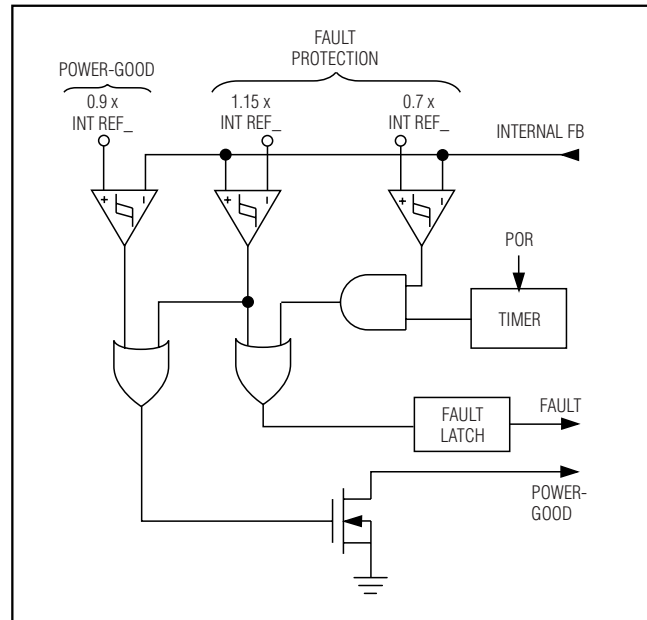 FAULT
PROTECTION
POWER-GOOD
0.9 x
INT REF_
1.15 x
INT REF_
0.7 x
INT REF_
INTERNAL FB
+ –
+ –
+ –
POR
TIMER
FAULT
LATCH
FAULT
POWER-
GOOD